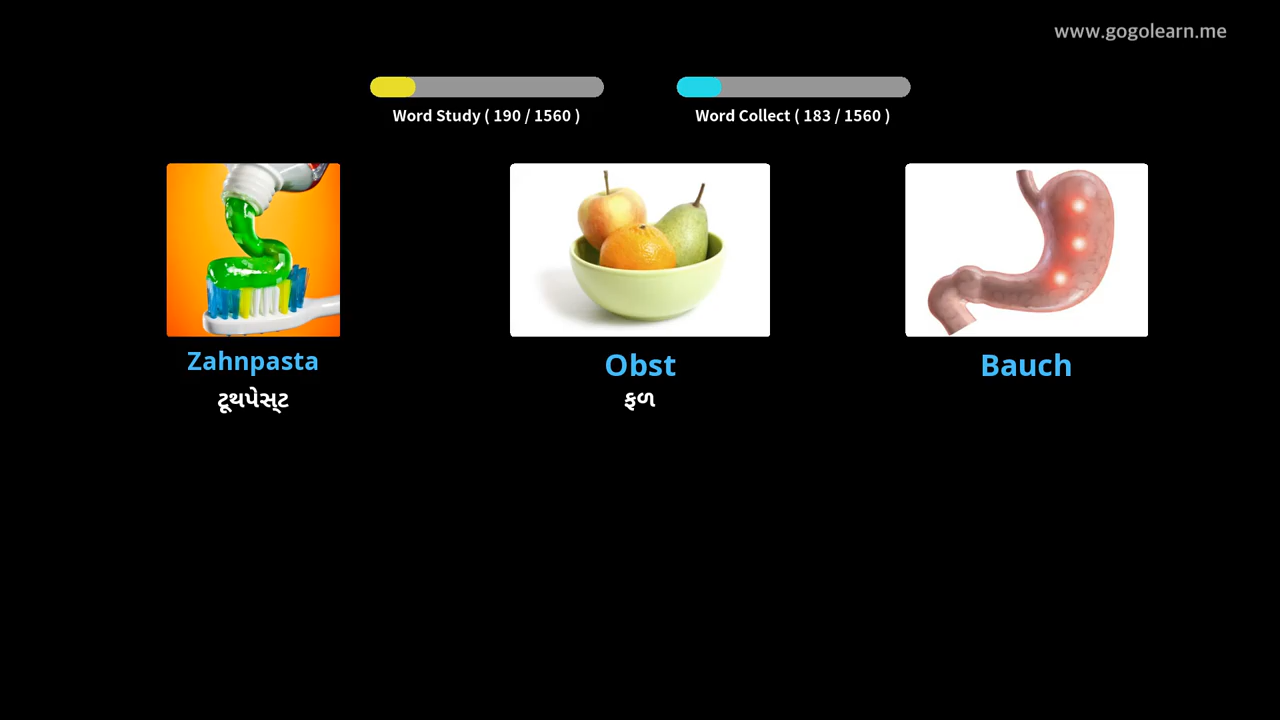 www.gogolearn.me
Word Study ( 190 / 1560 )
Word Collect ( 183 / 1560 )
Zahnpasta
Obst
Bauch
ટૂથપેસ્ટ
ફળ